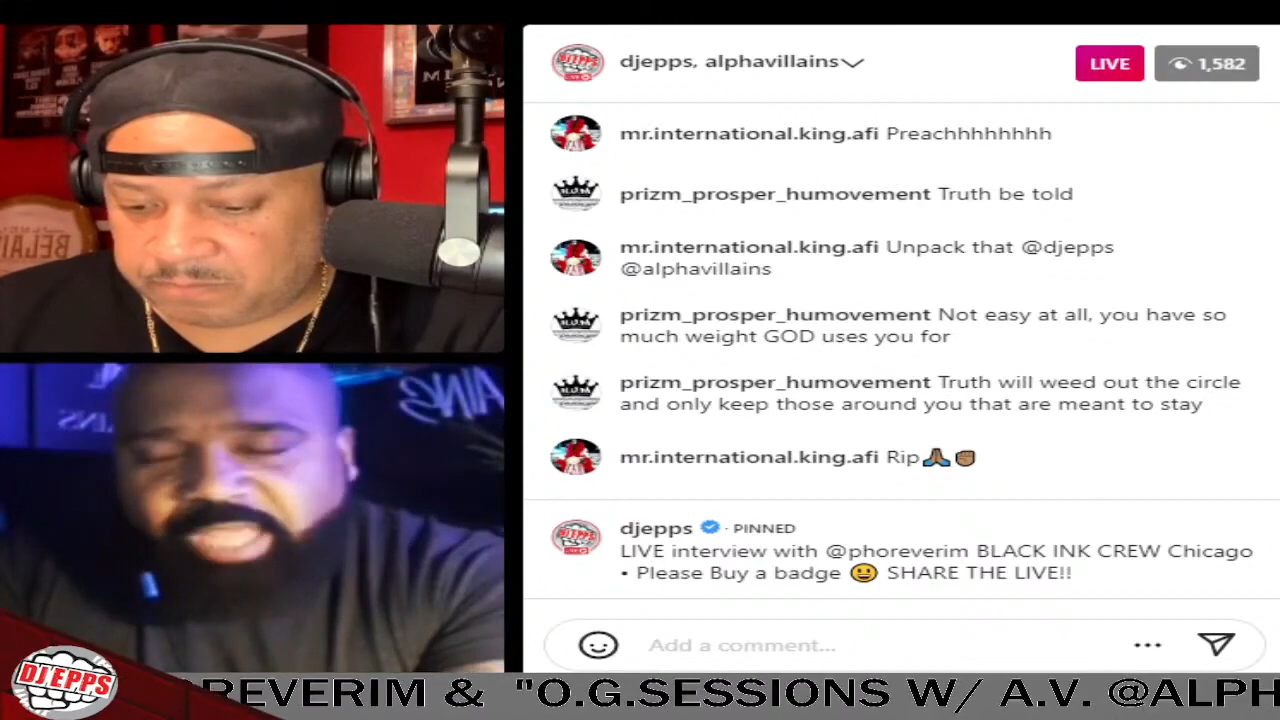 djepps, alphavillains
LIVE
1,582
mr.international.king.afi Preachhhhhhhh
prizm_prosper_humovement Truth be told
mr.international.king.afi Unpack that @djepps
@alphavillains
prizm_prosper_humovement Not easy at all, you have so
much weight GOD uses you for
prizm_prosper_humovement Truth will weed out the circle
and only keep those around you that are meant to stay
mr.international.king.afi Rip🙏🏾✊🏾
djepps · PINNED
LIVE interview with @phoreverim BLACK INK CREW Chicago
• Please Buy a badge 😀 SHARE THE LIVE!!
Add a comment...
DJ EPPS
REVERIM & "O.G.SESSIONS W/ A.V. @ALPH